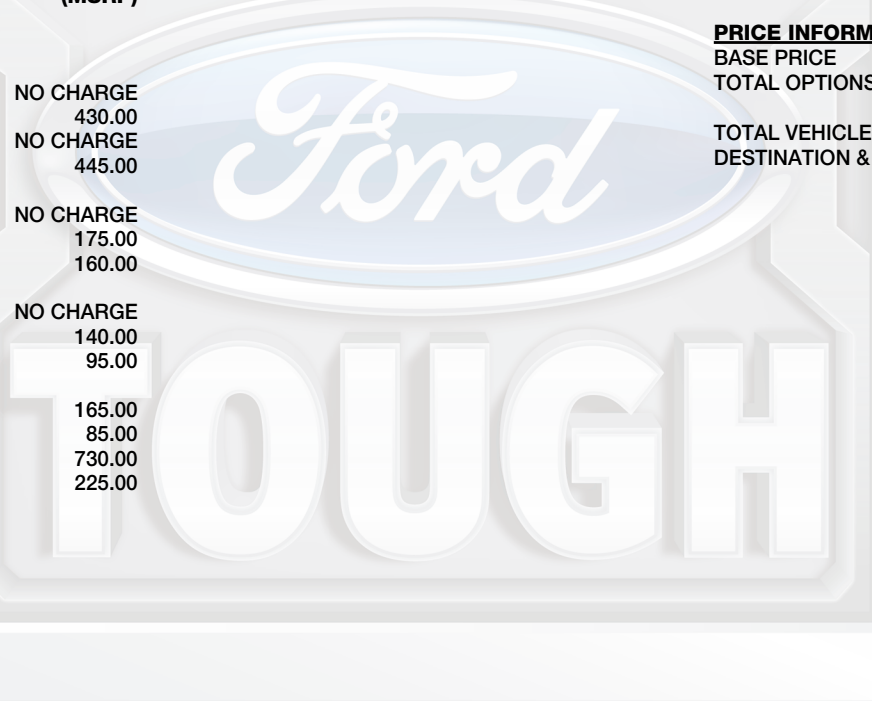 (MSRP)
NO CHARGE
430.00
NO CHARGE
445.00
NO CHARGE
175.00
160.00
NO CHARGE
140.00
95.00
165.00
85.00
730.00
225.00
PRICE INFORM
BASE PRICE
TOTAL OPTIONS
TOTAL VEHICLE
DESTINATION &
Ford
TOUGH